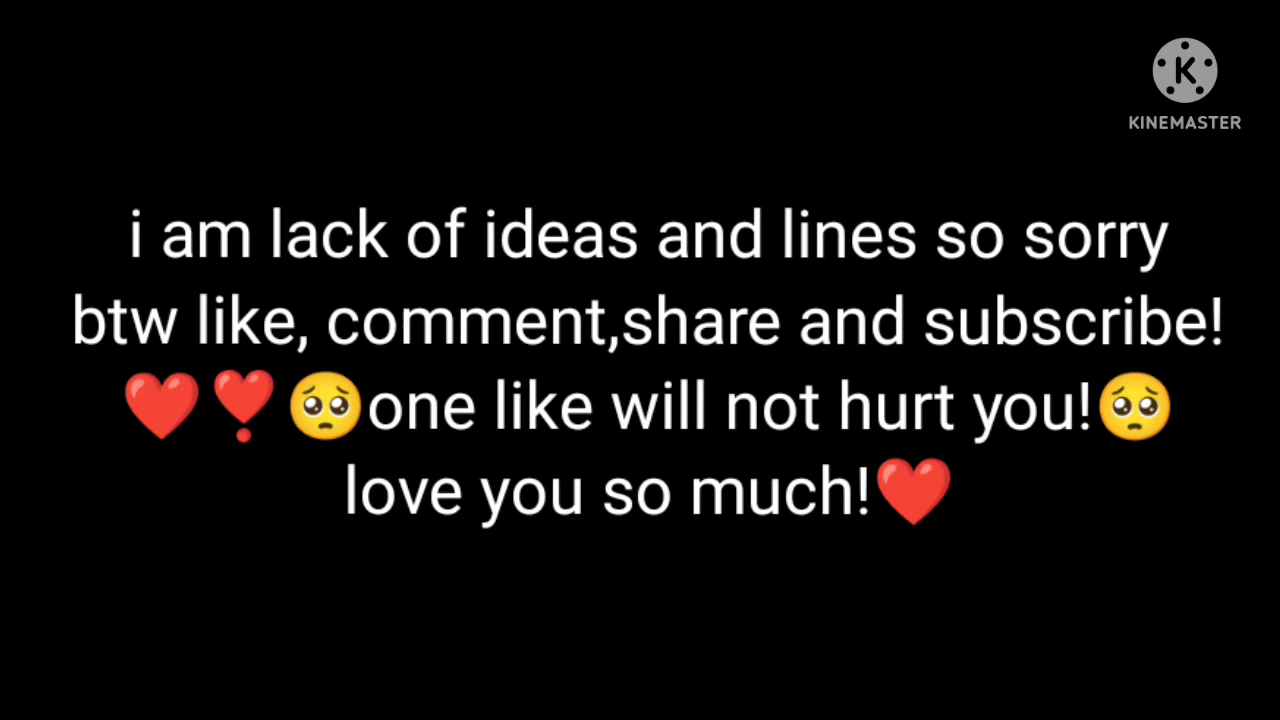 KINEMASTER
i am lack of ideas and lines so sorry
btw like, comment,share and subscribe!
❤️❣️🥺one like will not hurt you!🥺
love you so much!❤️